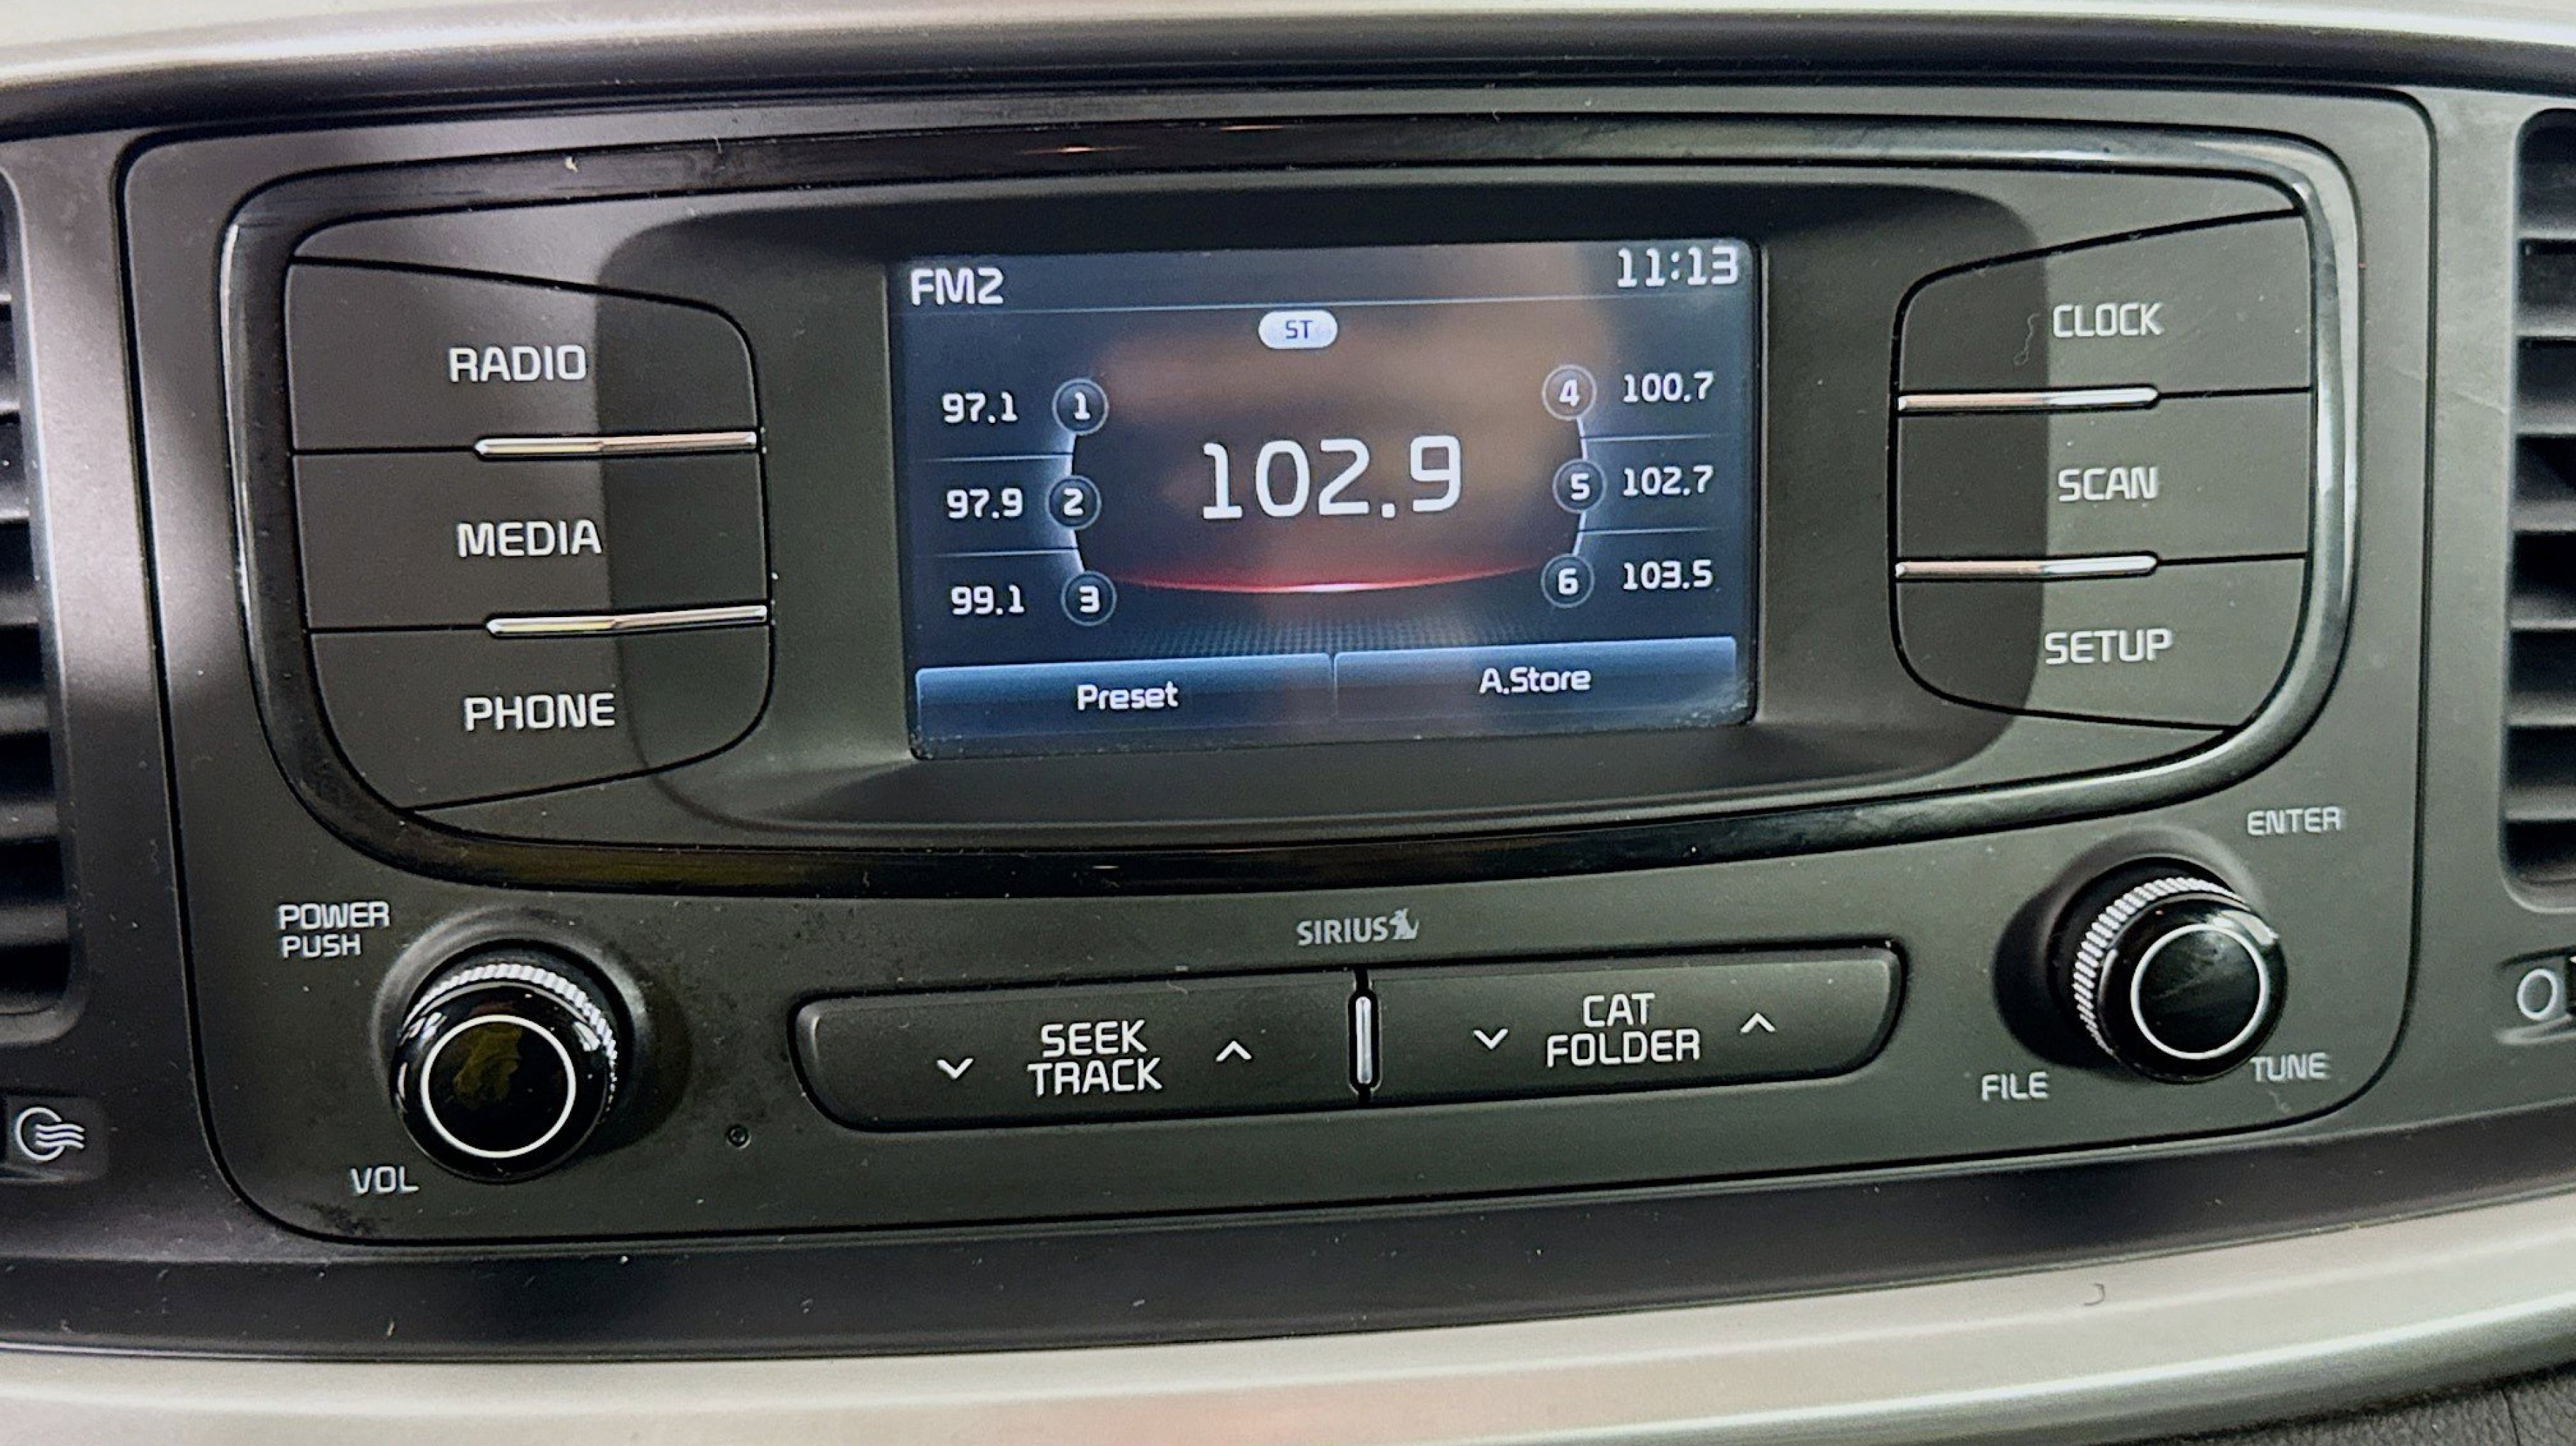 FM2
11:13
ST
97.1 1
97.9 2
99.1 3
102.9
4 100.7
5 102.7
6 103.5
Preset
A.Store
RADIO
MEDIA
PHONE
CLOCK
SCAN
SETUP
POWER
PUSH
VOL
SIRIUS
SEEK
TRACK
CAT
FOLDER
ENTER
FILE
TUNE